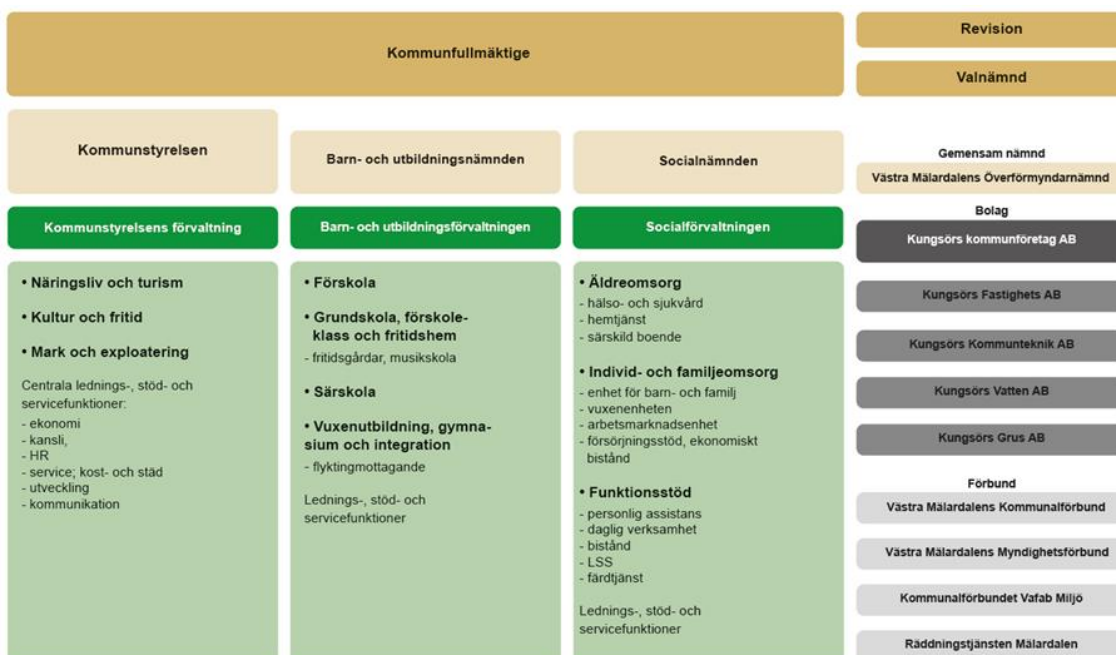 Kommunfullmäktige
Revision
Valnämnd
Kommunstyrelsen
Barn- och utbildningsnämnden
Socialnämnden
Gemensam nämnd
Västra Mälardalens Överförmyndarnämnd
Kommunstyrelsens förvaltning
• Näringsliv och turism
• Kultur och fritid
• Mark och exploatering
Centrala lednings-, stöd- och
servicefunktioner:
- ekonomi
- kansli,
- HR
- service; kost- och städ
- utveckling
- kommunikation
Barn- och utbildningsförvaltningen
• Förskola
• Grundskola, förskole-
klass och fritidshem
- fritidsgårdar, musikskola
• Särskola
• Vuxenutbildning, gymna-
sium och integration
- flyktingmottagande
Lednings-, stöd- och
servicefunktioner
Socialförvaltningen
• Äldreomsorg
- hälso- och sjukvård
- hemtjänst
- särskild boende
• Individ- och familjeomsorg
- enhet för barn- och familj
- vuxenenheten
- arbetsmarknadsenhet
- försörjningsstöd, ekonomiskt
bistånd
• Funktionsstöd
- personlig assistans
- daglig verksamhet
- bistånd
- LSS
- färdtjänst
Lednings-, stöd- och
servicefunktioner
Bolag
Kungsörs kommunföretag AB
Kungsörs Fastighets AB
Kungsörs Kommunteknik AB
Kungsörs Vatten AB
Kungsörs Grus AB
Förbund
Västra Mälardalens Kommunalförbund
Västra Mälardalens Myndighetsförbund
Kommunalförbundet Vafab Miljö
Räddningstjänsten Mälardalen